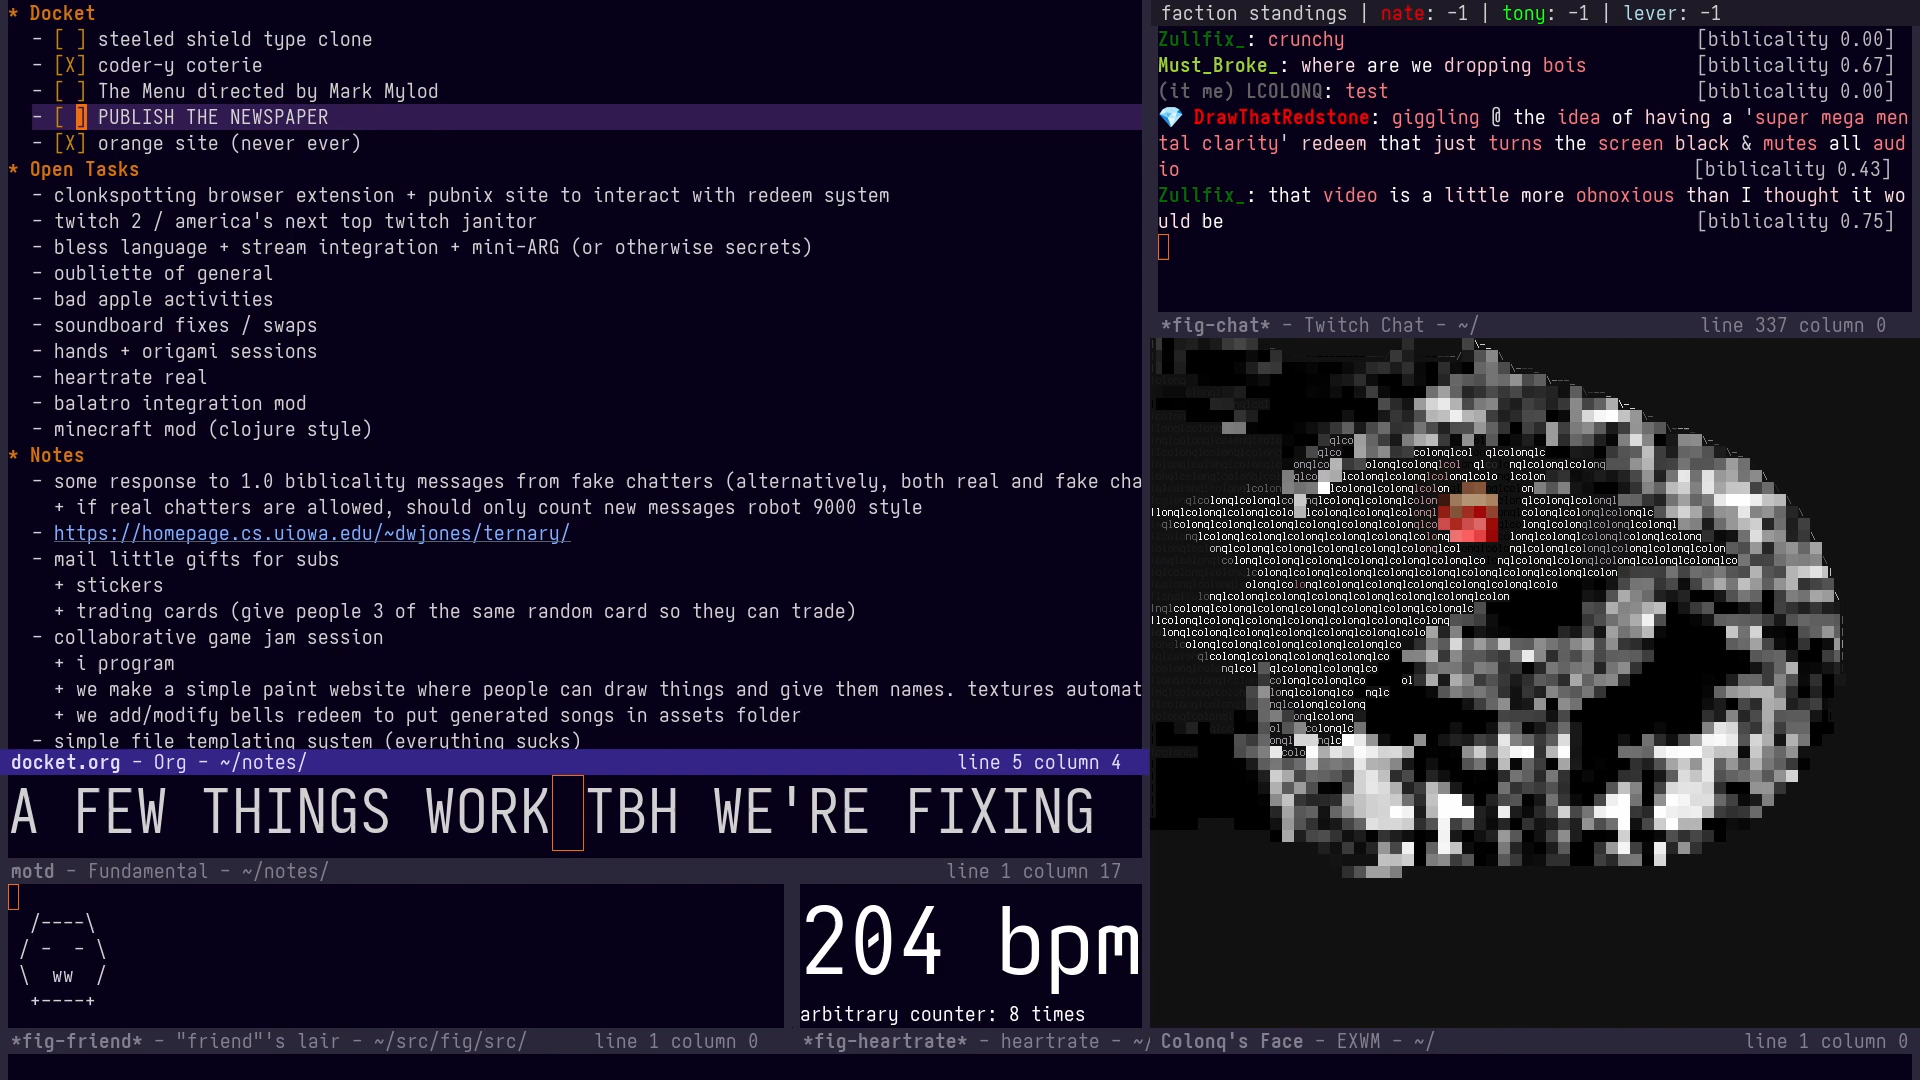 * Docket
- [ ] steeled shield type clone
- [X] coder-y coterie
- [ ] The Menu directed by Mark Mylod
- [ ] PUBLISH THE NEWSPAPER
- [X] orange site (never ever)
* Open Tasks
- clonkspotting browser extension + pubnix site to interact with redeem system
- twitch 2 / america's next top twitch janitor
- bless language + stream integration + mini-ARG (or otherwise secrets)
- oubliette of general
- bad apple activities
- soundboard fixes / swaps
- hands + origami sessions
- heartrate real
- balatro integration mod
- minecraft mod (clojure style)
* Notes
- some response to 1.0 biblicality messages from fake chatters (alternatively, both real and fake cha
+ if real chatters are allowed, should only count new messages robot 9000 style
- https://homepage.cs.uiowa.edu/~dwjones/ternary/
- mail little gifts for subs
+ stickers
+ trading cards (give people 3 of the same random card so they can trade)
- collaborative game jam session
+ i program
+ we make a simple paint website where people can draw things and give them names. textures automat
+ we add/modify bells redeem to put generated songs in assets folder
- simple file templating system (everything sucks)
docket.org - Org - ~/notes/ line 5 column 4
A FEW THINGS WORK TBH WE'RE FIXING
motd - Fundamental - ~/notes/ line 1 column 17
/----\
/ -  - \
\  ww  /
+----+
*fig-friend* - "friend"'s lair - ~/src/fig/src/ line 1 column 0
204 bpm
arbitrary counter: 8 times
*fig-heartrate* - heartrate - ~/
faction standings | nate: -1 | tony: -1 | lever: -1
Zullfix_: crunchy [biblicality 0.00]
Must_Broke_: where are we dropping bois [biblicality 0.67]
(it me) LCOLONQ: test [biblicality 0.00]
💎 DrawThatRedstone: giggling @ the idea of having a 'super mega men
tal clarity' redeem that just turns the screen black & mutes all aud
io [biblicality 0.43]
Zullfix_: that video is a little more obnoxious than I thought it wo
uld be [biblicality 0.75]
*fig-chat* - Twitch Chat - ~/ line 337 column 0
Colonq's Face - EXWM - ~/ line 1 column 0